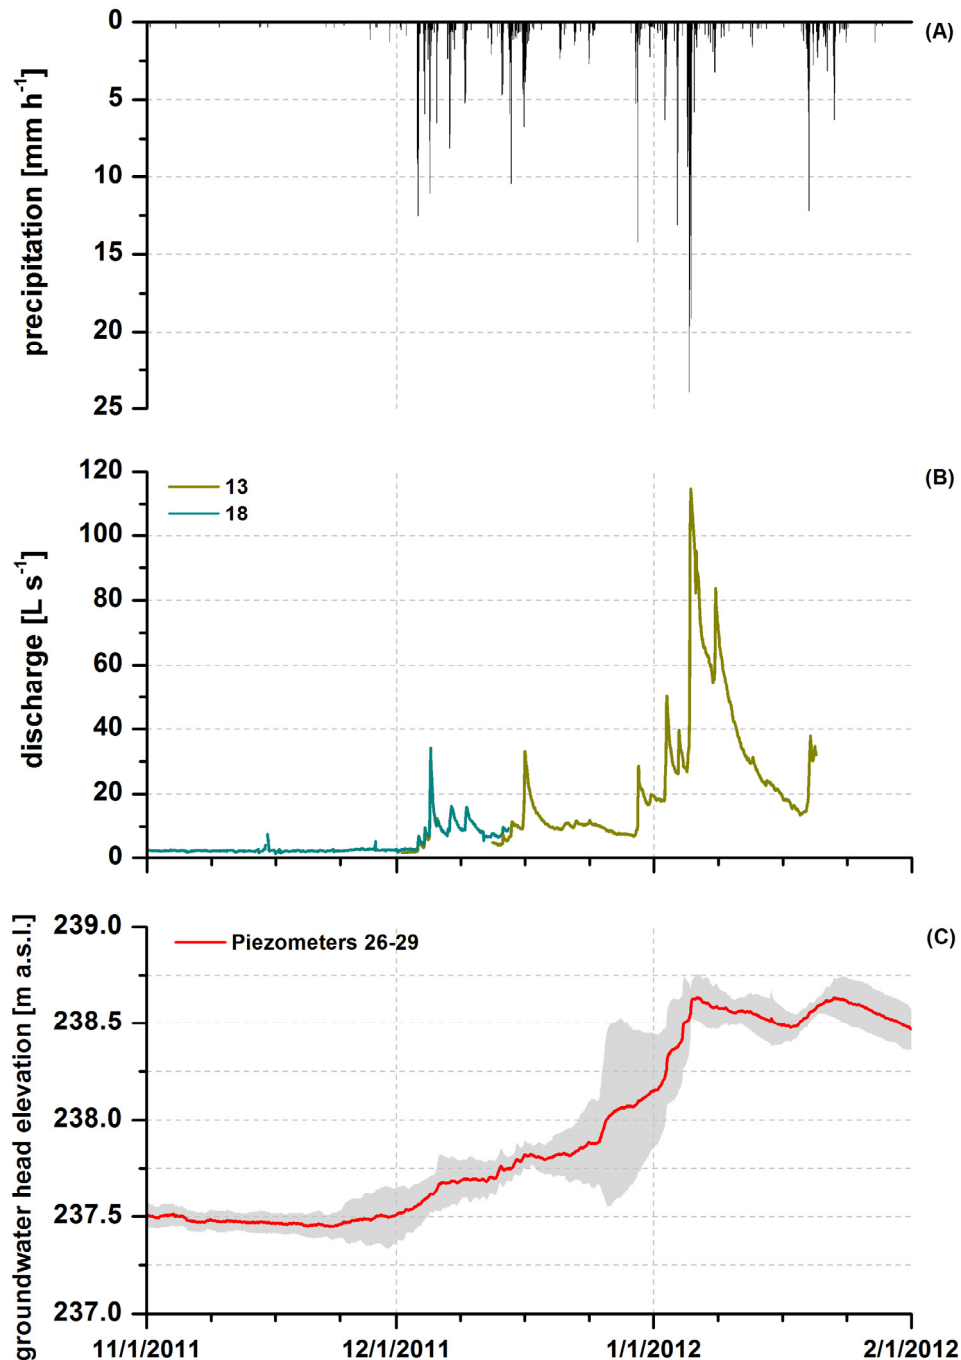 (A)
precipitation [mm h⁻¹]
0
5
10
15
20
25
(B)
13
18
discharge [L s⁻¹]
120
100
80
60
40
20
0
(C)
Piezometers 26-29
groundwater head elevation [m a.s.l.]
239.0
238.5
238.0
237.5
237.0
11/1/2011 12/1/2011 1/1/2012 2/1/2012